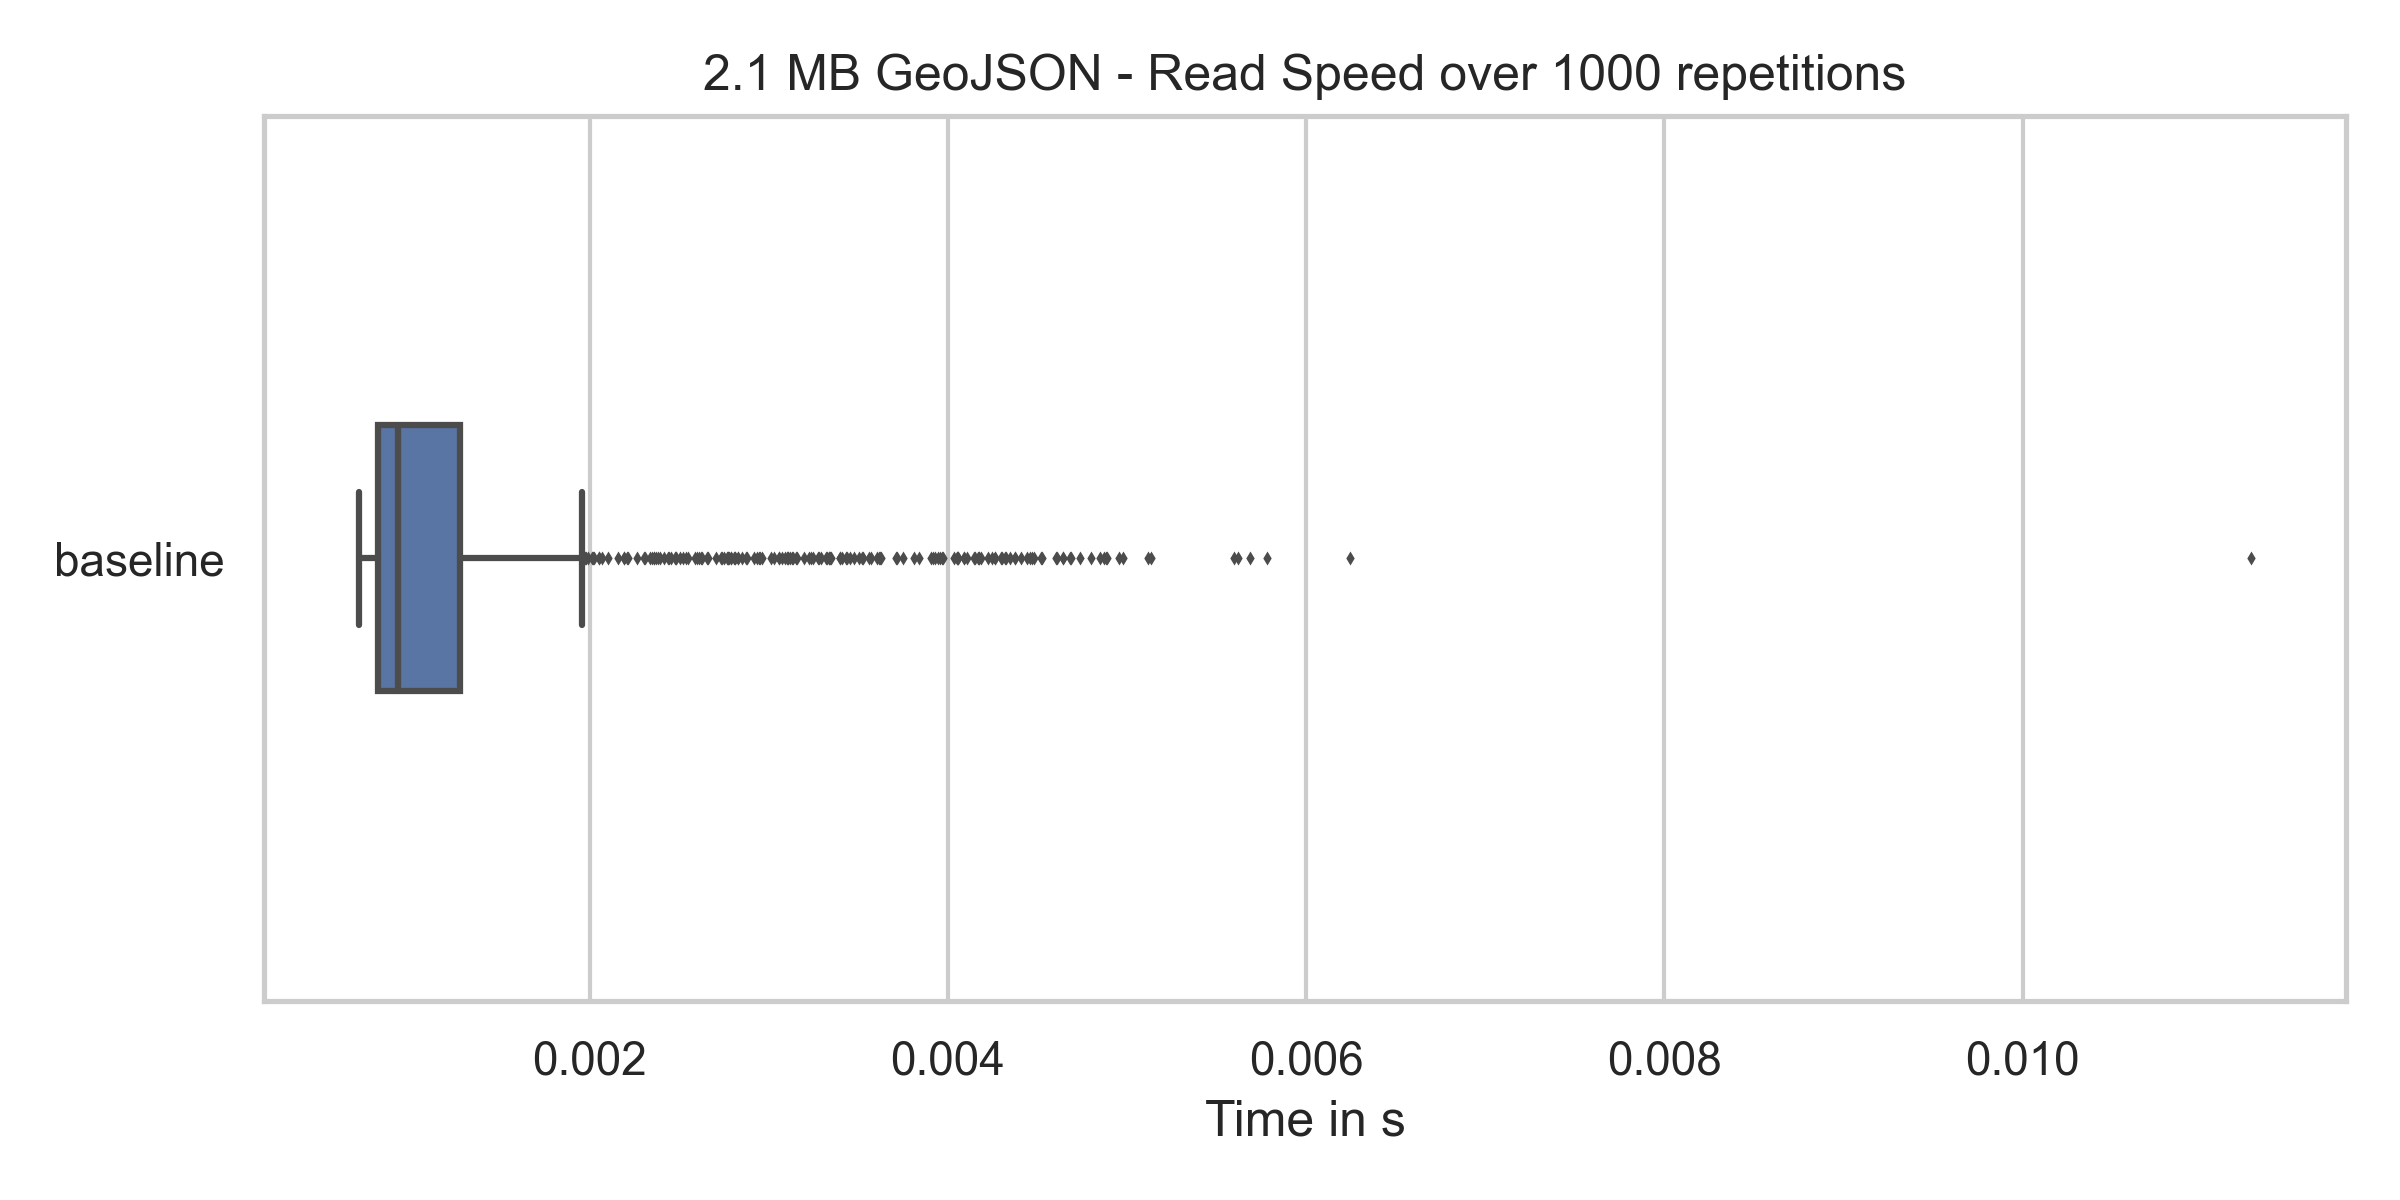 2.1 MB GeoJSON - Read Speed over 1000 repetitions
baseline
0.002 0.004 0.006 0.008 0.010
Time in s